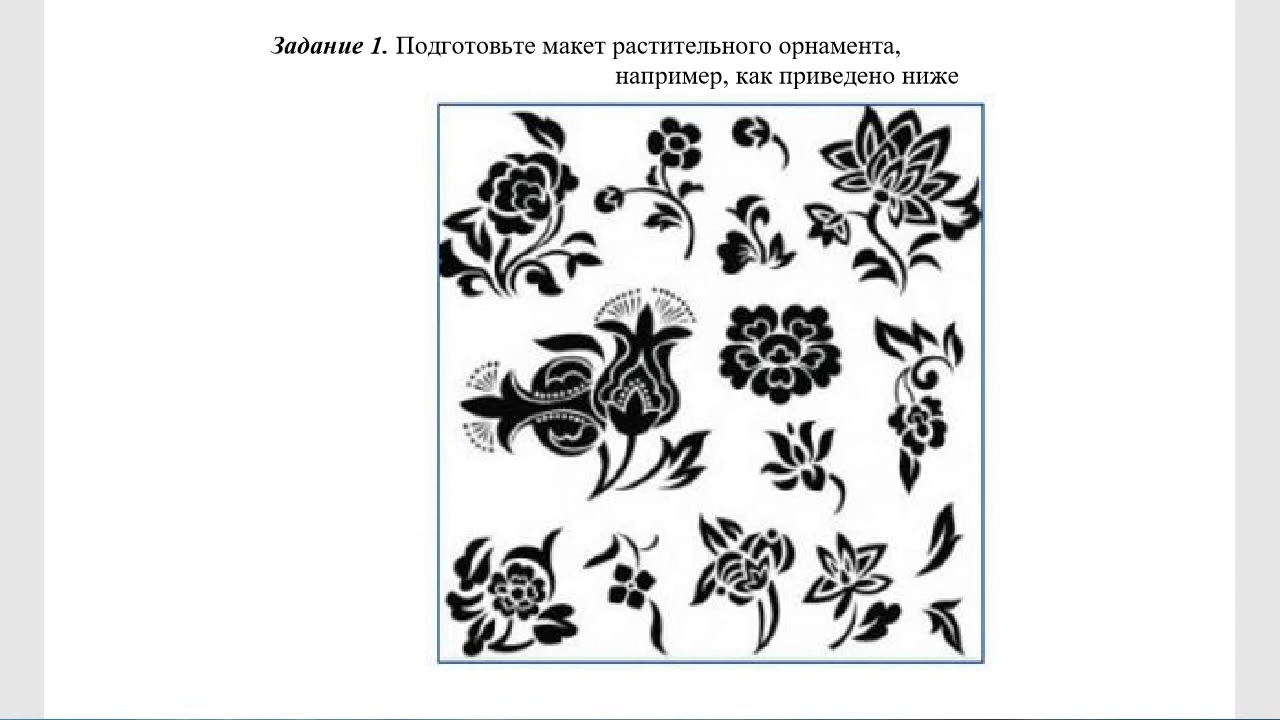 Задание 1. Подготовьте макет растительного орнамента,
например, как приведено ниже